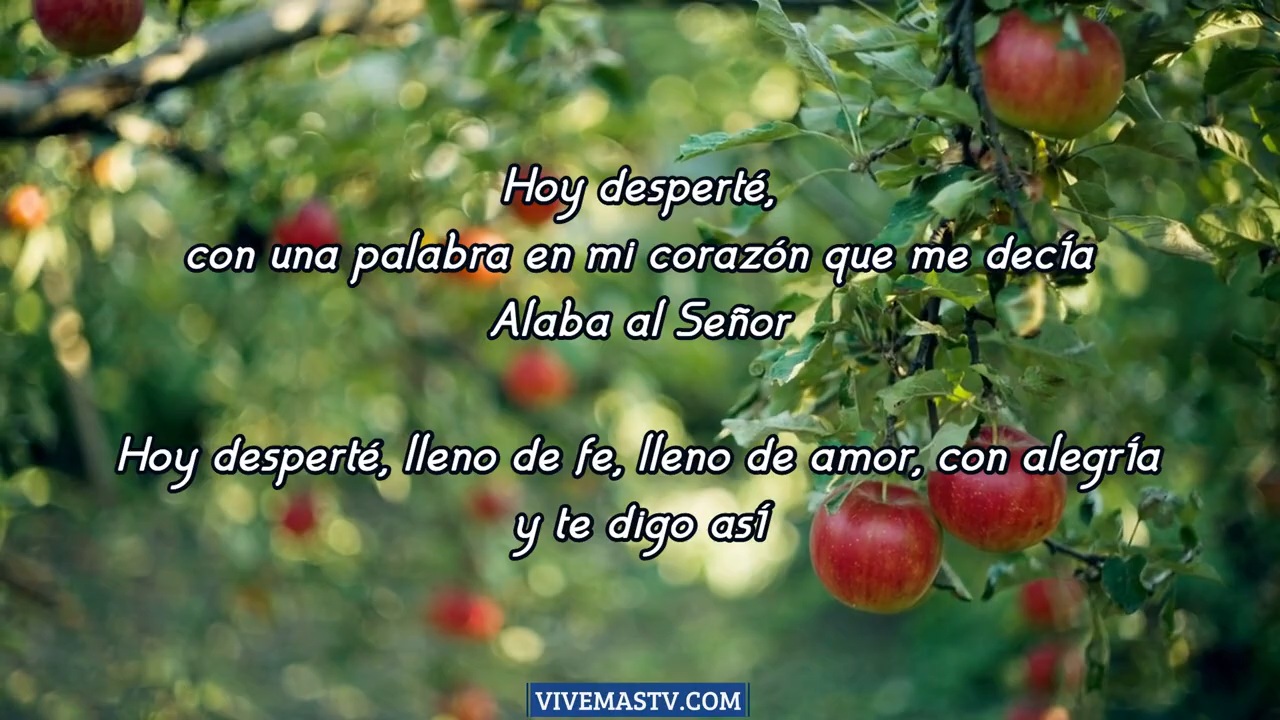 Hoy desperté,
con una palabra en mi corazón que me decía
Alaba al Señor
Hoy desperté, lleno de fe, lleno de amor, con alegría
y te digo así
VIVEMASTV.COM